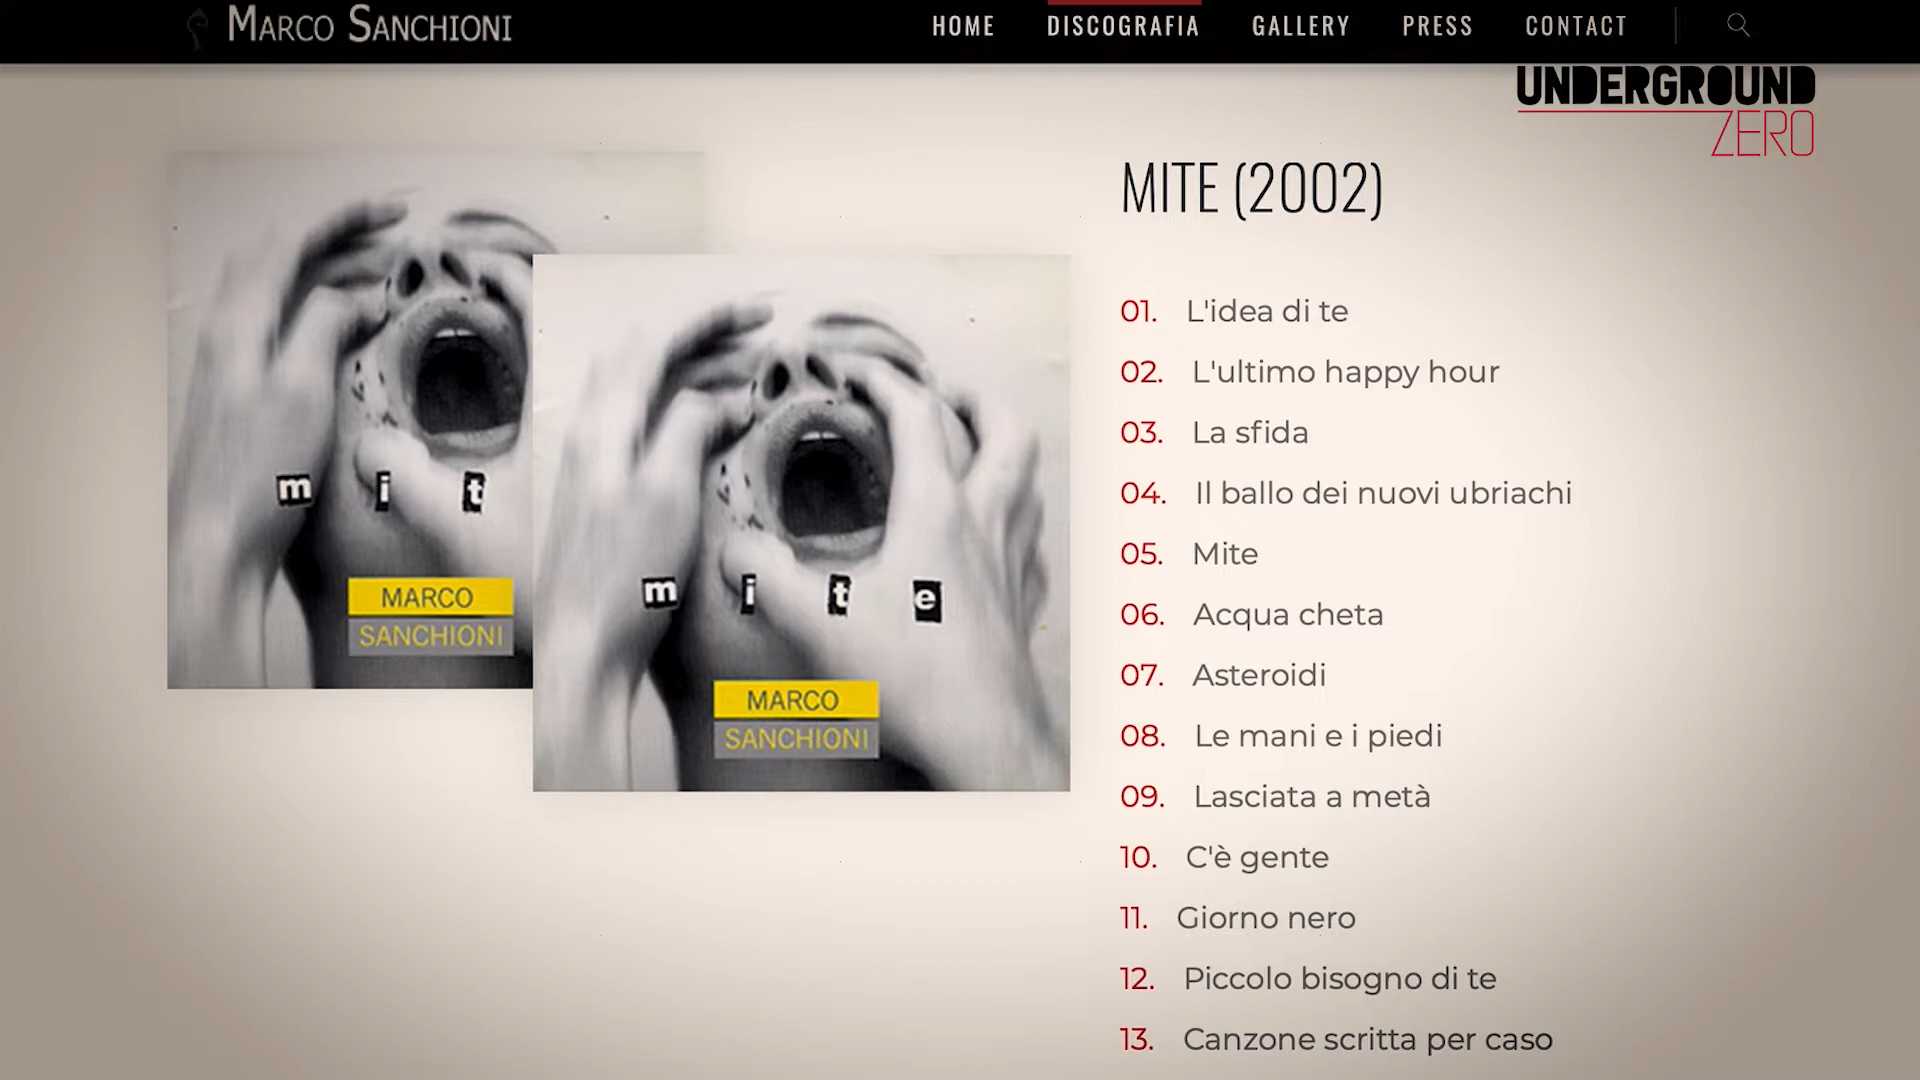 MARCO SANCHIONI
HOME DISCOGRAFIA GALLERY PRESS CONTACT
UNDERGROUND
ZERO
m i t
MARCO
SANCHIONI
m i t e
MARCO
SANCHIONI
MITE (2002)
01. L'idea di te
02. L'ultimo happy hour
03. La sfida
04. Il ballo dei nuovi ubriachi
05. Mite
06. Acqua cheta
07. Asteroidi
08. Le mani e i piedi
09. Lasciata a metà
10. C'è gente
11. Giorno nero
12. Piccolo bisogno di te
13. Canzone scritta per caso